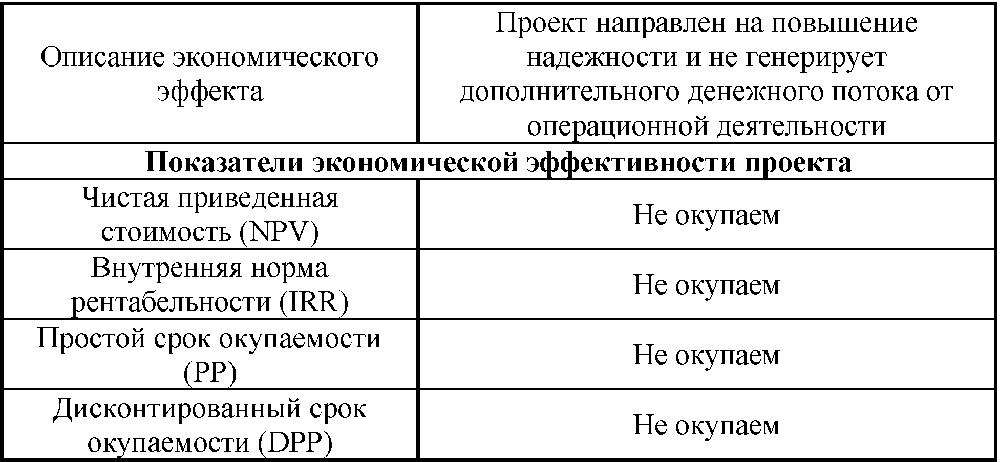 Описание экономического
эффекта
Проект направлен на повышение
надежности и не генерирует
дополнительного денежного потока от
операционной деятельности
Показатели экономической эффективности проекта
Чистая приведенная
стоимость (NPV)
Не окупаем
Внутренняя норма
рентабельности (IRR)
Не окупаем
Простой срок окупаемости
(PP)
Не окупаем
Дисконтированный срок
окупаемости (DPP)
Не окупаем